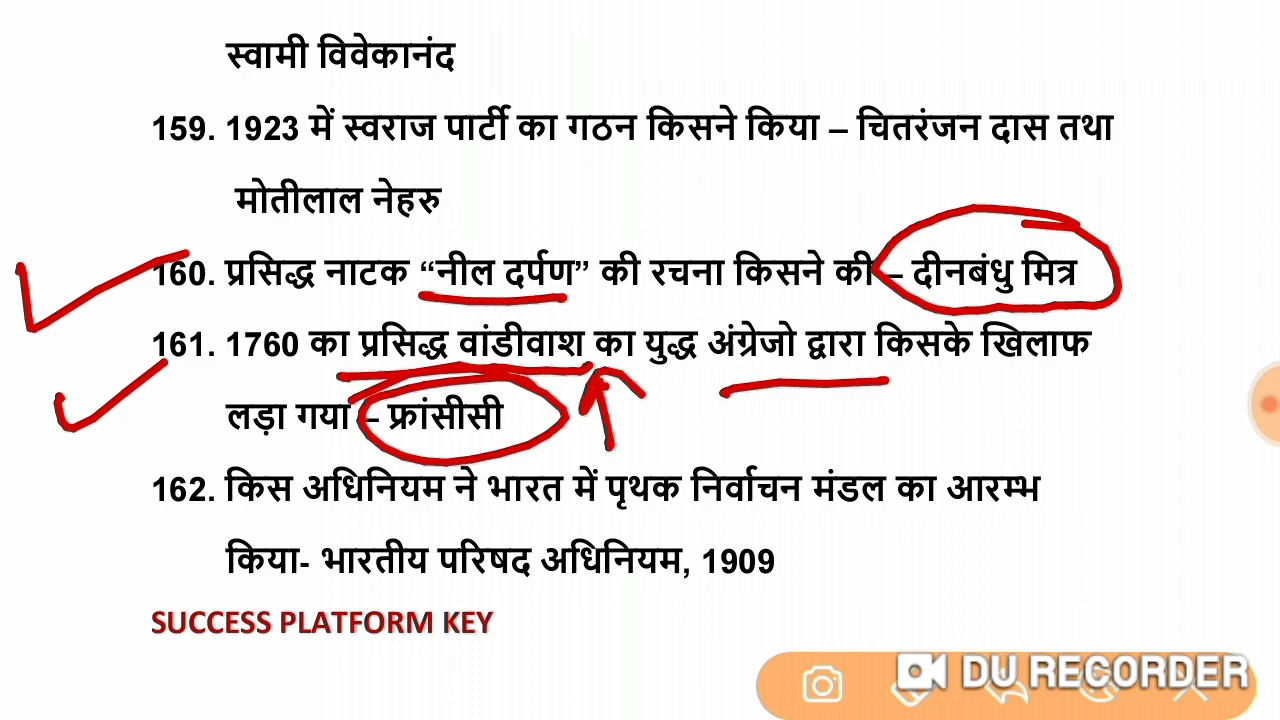 स्वामी विवेकानंद
159. 1923 में स्वराज पार्टी का गठन किसने किया – चितरंजन दास तथा
मोतीलाल नेहरु
160. प्रसिद्ध नाटक “नील दर्पण” की रचना किसने की – दीनबंधु मित्र
161. 1760 का प्रसिद्ध वांडीवाश का युद्ध अंग्रेजो द्वारा किसके खिलाफ
लड़ा गया – फ्रांसीसी
162. किस अधिनियम ने भारत में पृथक निर्वाचन मंडल का आरम्भ
किया- भारतीय परिषद अधिनियम, 1909
SUCCESS PLATFORM KEY
DU RECORDER